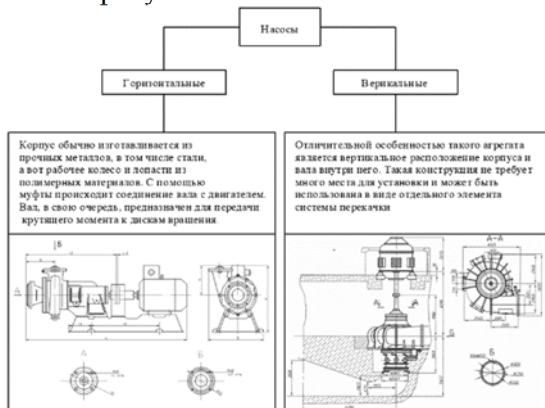 Насосы
Горизонтальные
Верикальные
Корпус обычно изготавливается из
прочных металлов, в том числе стали,
а вот рабочее колесо и лопасти из
полимерных материалов. С помощью
муфты происходит соединение вала с двигателем.
Вал, в свою очередь, предназначен для передачи
крутящего момента к дискам вращения.
Отличительной особенностью такого агрегата
является вертикальное расположение корпуса и
вала внутри него. Такая конструкция не требует
много места для установки и может быть
использована в виде отдельного элемента
системы перекачки
Б
А-А
А
Б
Б